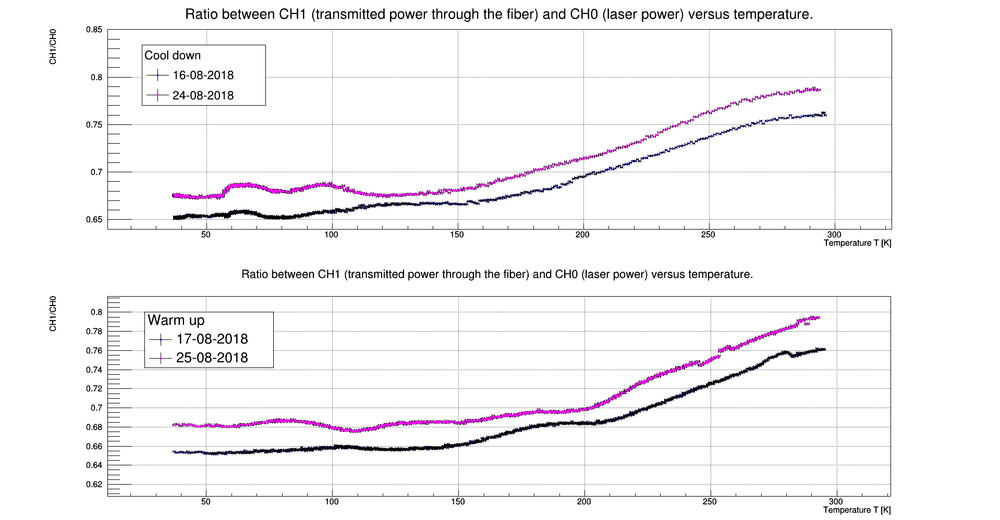 Ratio between CH1 (transmitted power through the fiber) and CH0 (laser power) versus temperature.
CH1/CH0
0.85
0.8
0.75
0.7
0.65
Cool down
16-08-2018
24-08-2018
50 100 150 200 250 300
Temperature T [K]
Ratio between CH1 (transmitted power through the fiber) and CH0 (laser power) versus temperature.
CH1/CH0
0.8
0.78
0.76
0.74
0.72
0.7
0.68
0.66
0.64
0.62
Warm up
17-08-2018
25-08-2018
50 100 150 200 250 300
Temperature T [K]